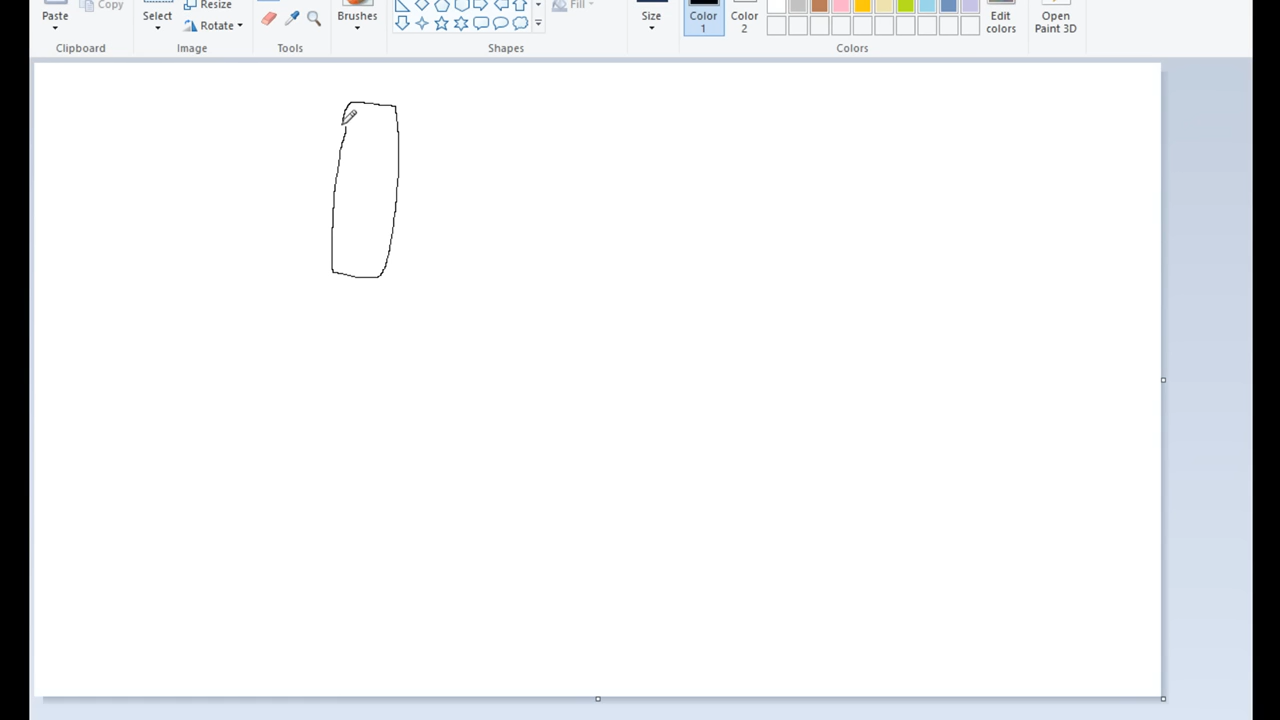 Paste
Copy
Select
Resize
Rotate
Brushes
Fill
Size
Color 1
Color 2
Edit colors
Open Paint 3D
Clipboard
Image
Tools
Shapes
Colors